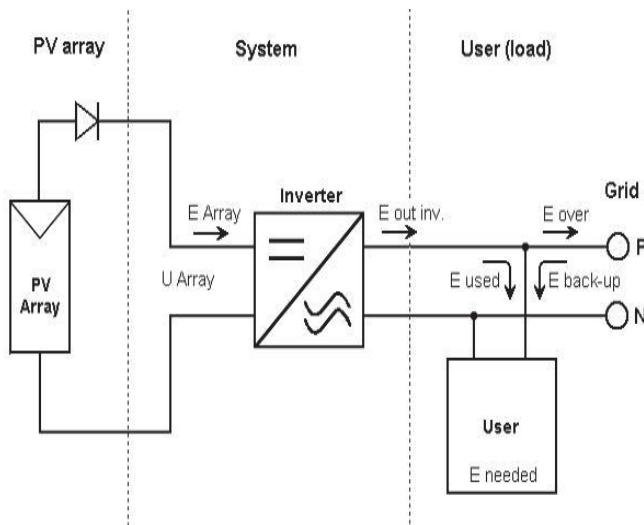 PV array
System
User (load)
Inverter
Grid
E Array
E out inv.
E over
P
U Array
E used
E back-up
PV
Array
N
User
E needed